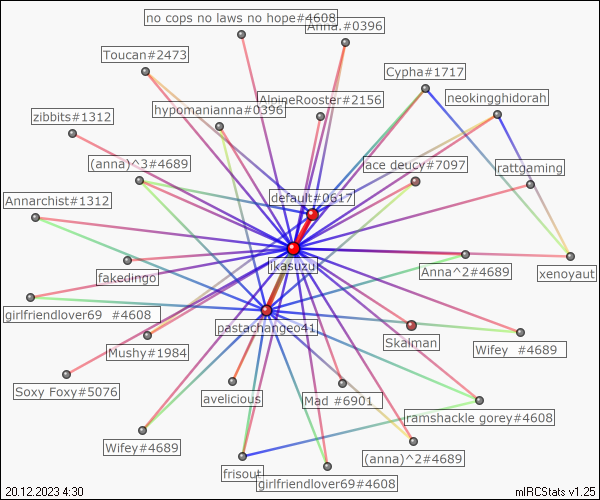 no cops no laws no hope#4608
Anna.#0396
Toucan#2473
Cypha#1717
neokingghidorah
hypomanianna#0396
AlpineRooster#2156
zibbits#1312
(anna)^3#4689
ace deucy#7097
rattgaming
Annarchist#1312
default#0617
ikasuzu
fakedingo
Anna^2#4689
xenoyaut
girlfriendlover69 #4608
pastachangeo41
Skalman
Wifey #4689
Mushy#1984
Soxy Foxy#5076
avelicious
Mad #6901
ramshackle gorey#4608
Wifey#4689
(anna)^2#4689
frisout
girlfriendlover69#4608
20.12.2023 4:30
mIRCStats v1.25